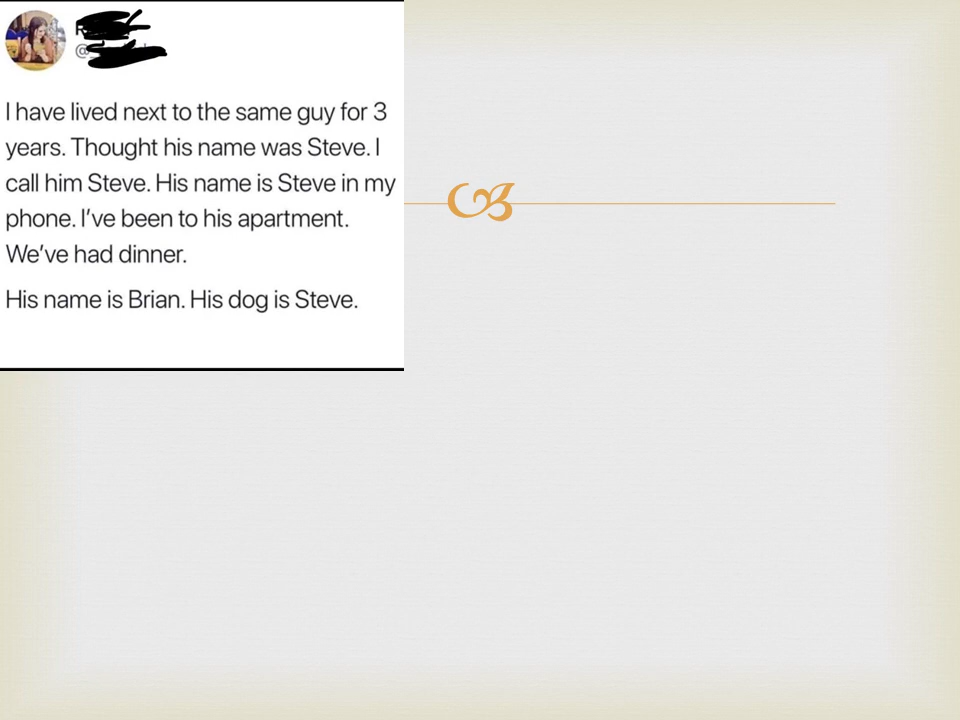 I have lived next to the same guy for 3
years. Thought his name was Steve. I
call him Steve. His name is Steve in my
phone. I've been to his apartment.
We've had dinner.
His name is Brian. His dog is Steve.